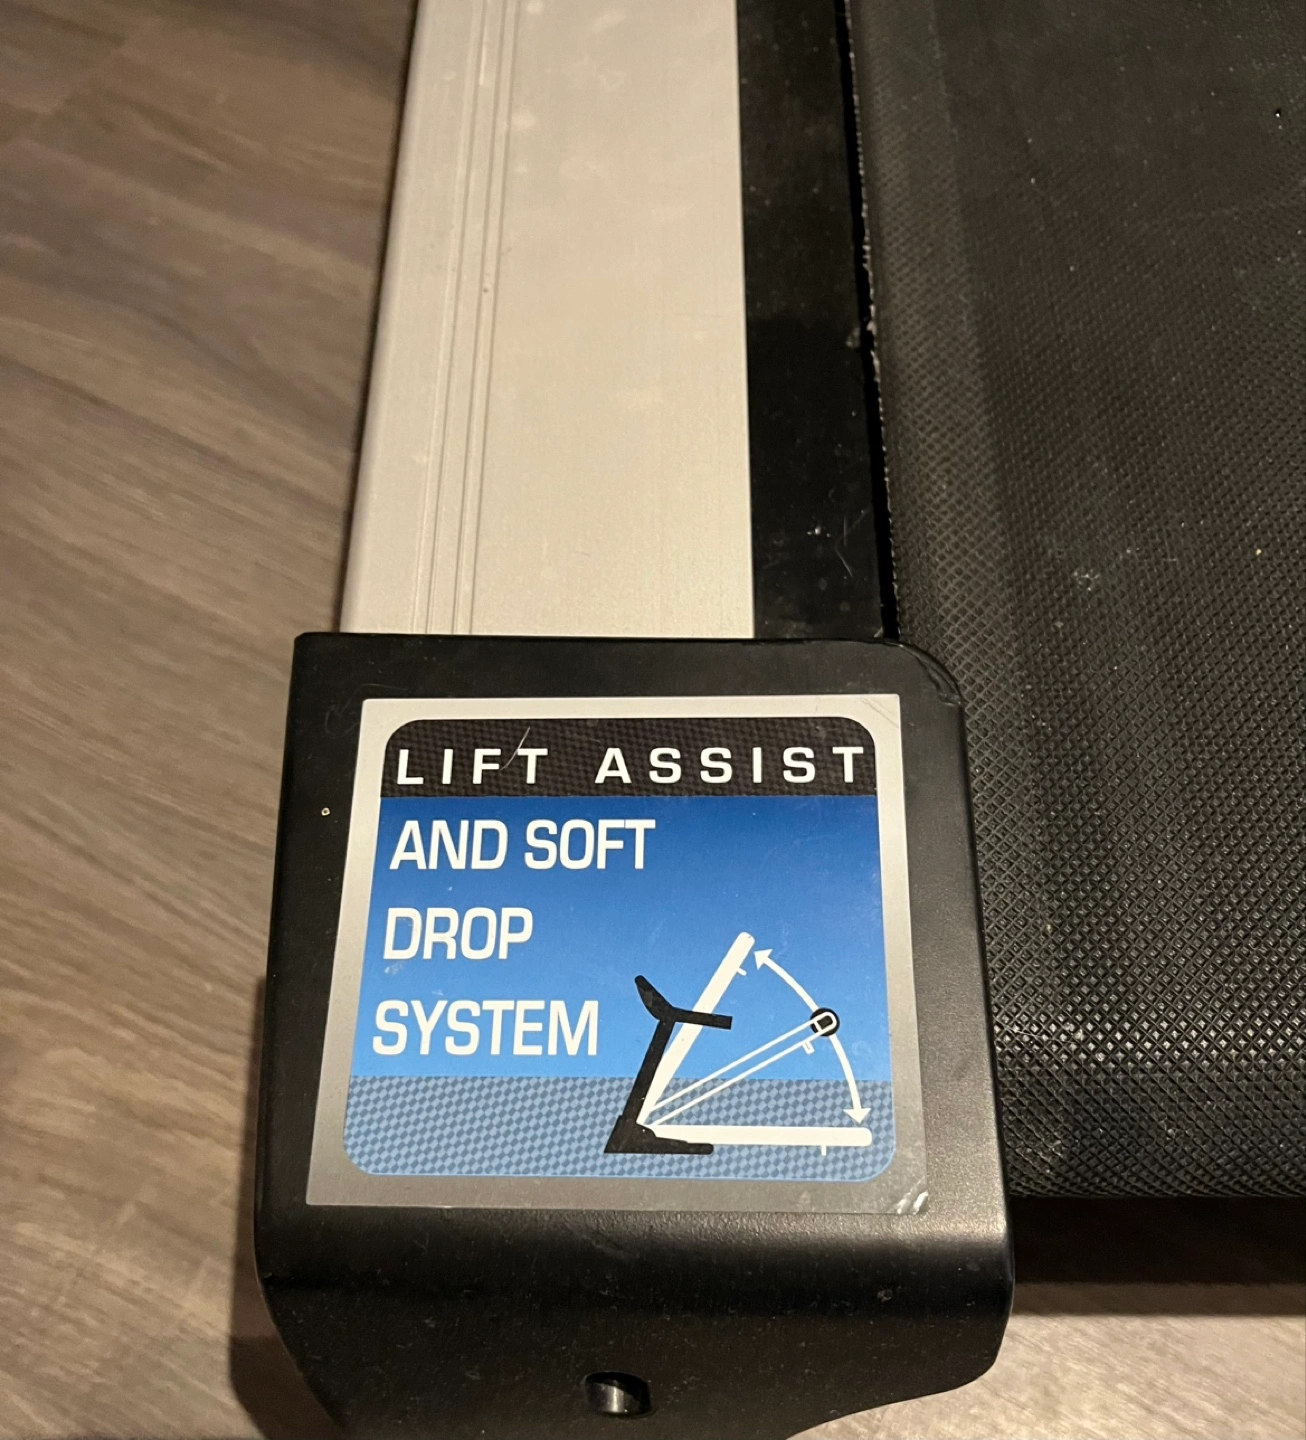 LIFT ASSIST
AND SOFT
DROP
SYSTEM